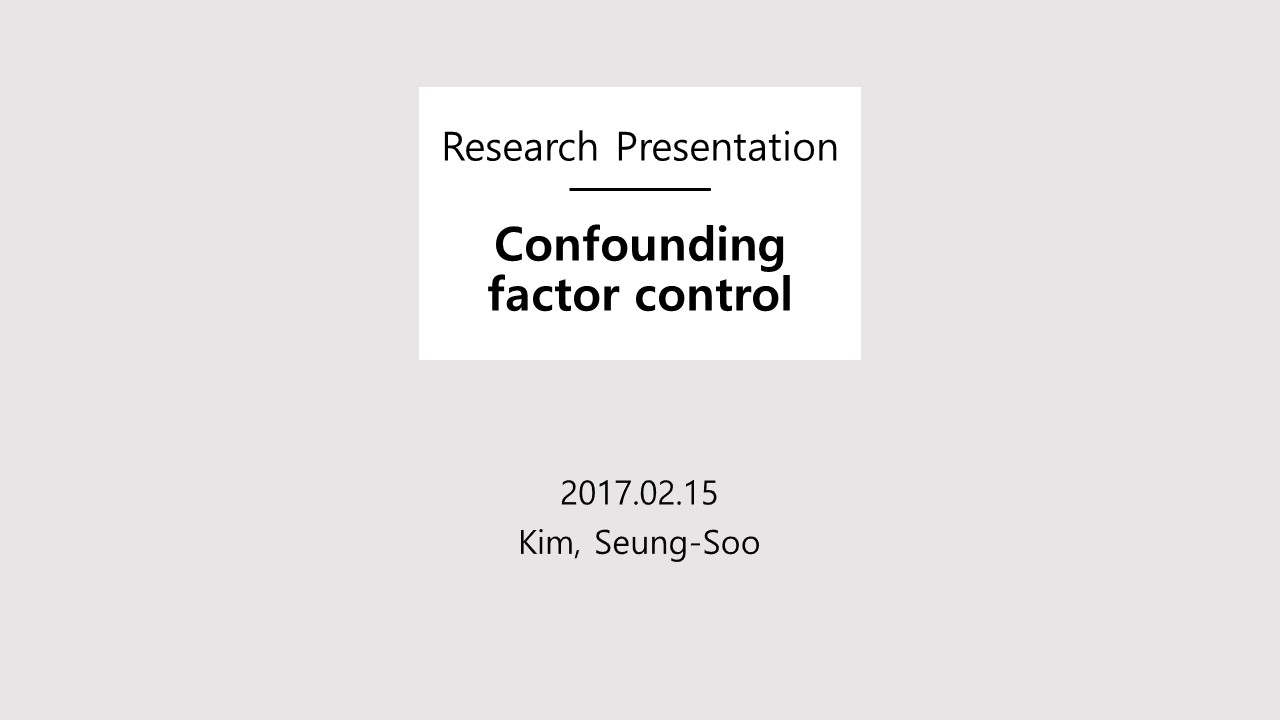 Research Presentation
Confounding
factor control
2017.02.15
Kim, Seung-Soo